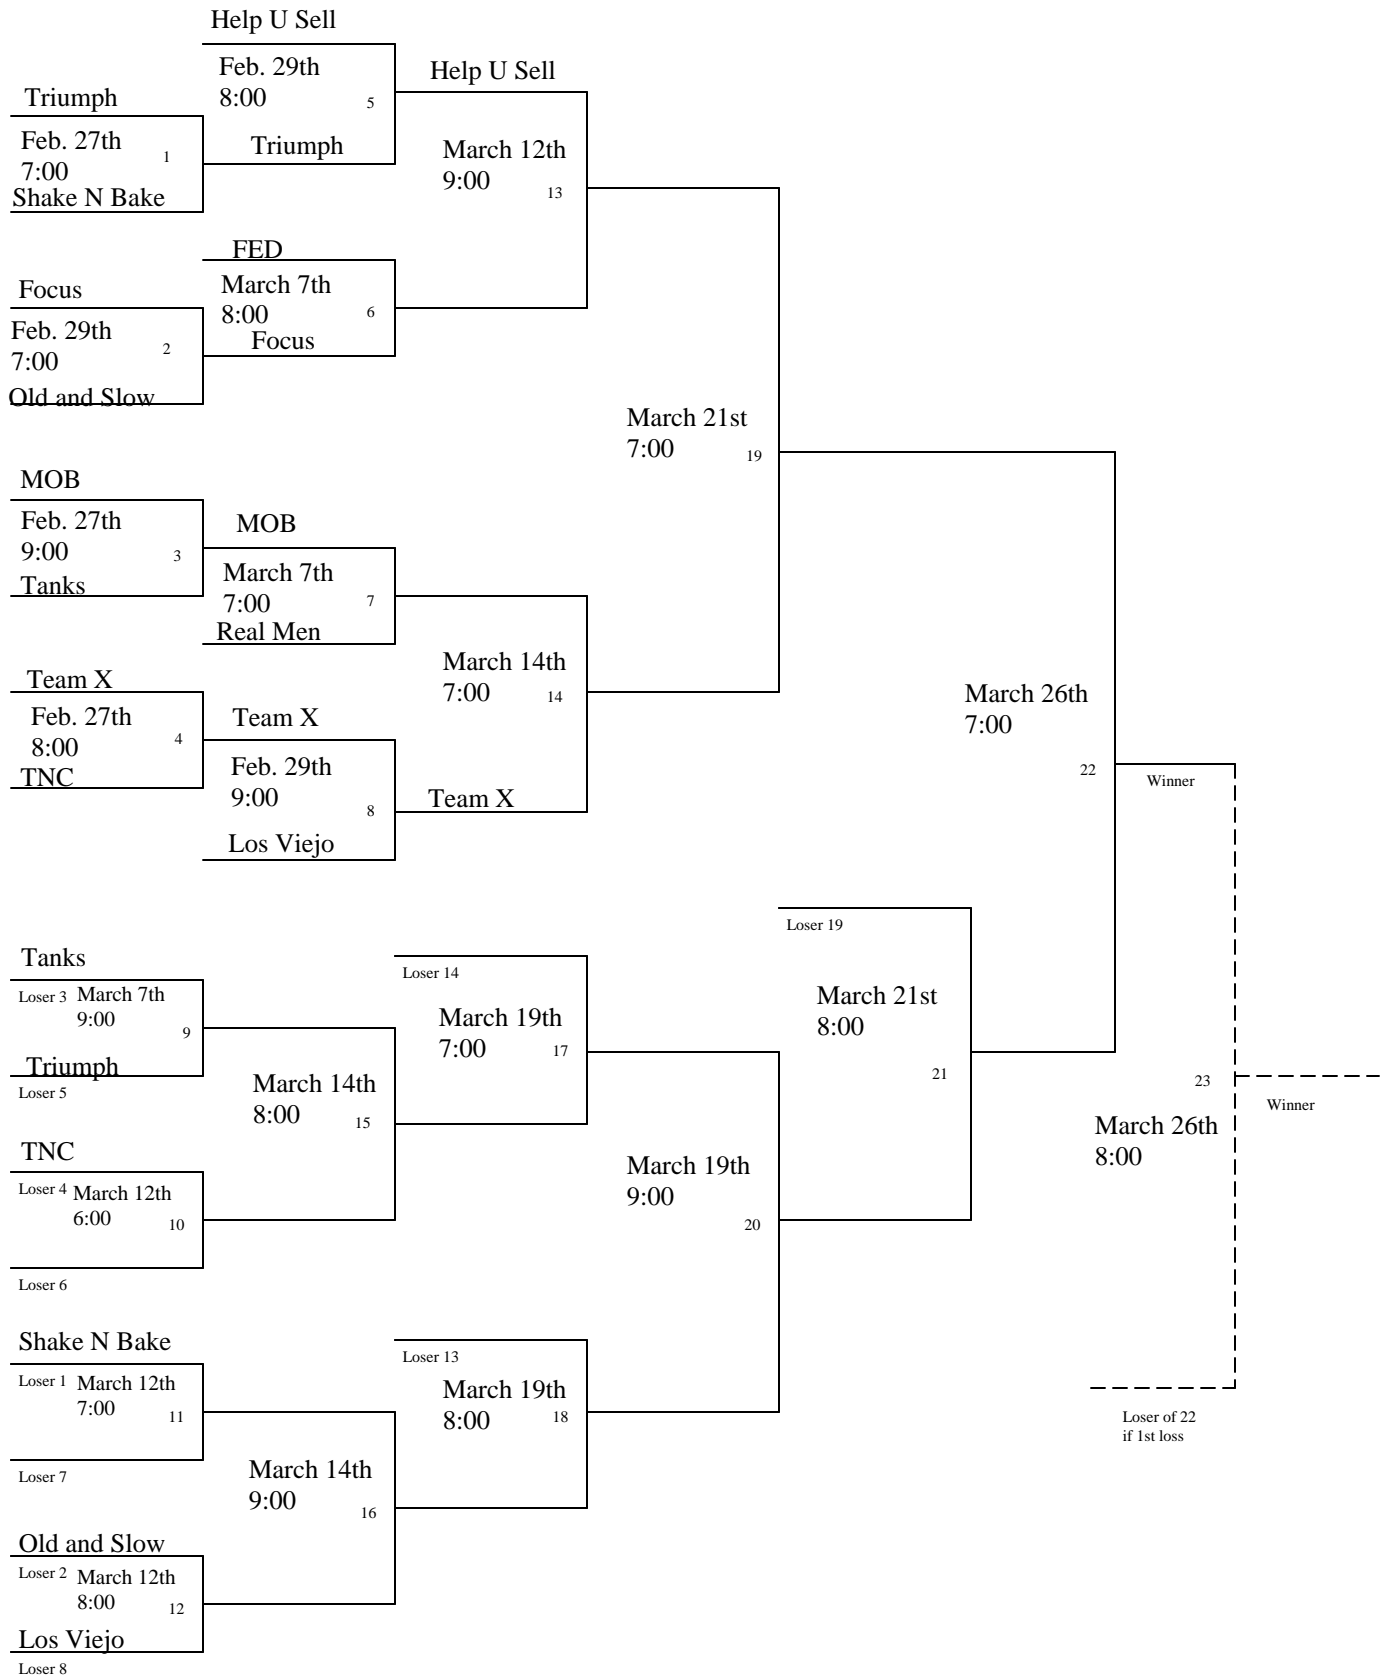 Help U Sell
Feb. 29th
8:00
5
Help U Sell
Triumph
Feb. 27th
7:00
1
Shake N Bake
Triumph
March 12th
9:00
13
FED
Focus
March 7th
8:00
6
Focus
Feb. 29th
7:00
2
Old and Slow
March 21st
7:00
19
MOB
Feb. 27th
9:00
3
Tanks
MOB
March 7th
7:00
7
Real Men
Team X
Feb. 27th
8:00
4
TNC
March 14th
7:00
14
Team X
Feb. 29th
9:00
8
Los Viejo
Team X
March 26th
7:00
22
Winner
Tanks
Loser 3 March 7th
9:00
9
Triumph
Loser 5
Loser 14
March 19th
7:00
17
Loser 19
March 21st
8:00
21
March 14th
8:00
15
TNC
Loser 4 March 12th
6:00
10
Loser 6
March 19th
9:00
20
23
March 26th
8:00
Winner
Shake N Bake
Loser 1 March 12th
7:00
11
Loser 7
Loser 13
March 19th
8:00
18
Loser of 22
if 1st loss
March 14th
9:00
16
Old and Slow
Loser 2 March 12th
8:00
12
Los Viejo
Loser 8